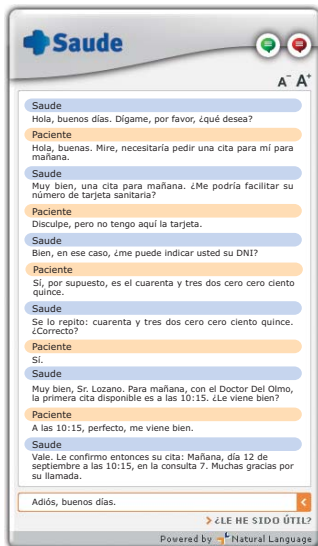 Saude
A⁻ A⁺
Saude
Hola, buenos días. Dígame, por favor, ¿qué desea?
Paciente
Hola, buenas. Mire, necesitaría pedir una cita para mí para
mañana.
Saude
Muy bien, una cita para mañana. ¿Me podría facilitar su
número de tarjeta sanitaria?
Paciente
Disculpe, pero no tengo aquí la tarjeta.
Saude
Bien, en ese caso, ¿me puede indicar usted su DNI?
Paciente
Sí, por supuesto, es el cuarenta y tres dos cero cero ciento
quince.
Saude
Se lo repito: cuarenta y tres dos cero cero ciento quince.
¿Correcto?
Paciente
Sí.
Saude
Muy bien, Sr. Lozano. Para mañana, con el Doctor Del Olmo,
la primera cita disponible es a las 10:15. ¿Le viene bien?
Paciente
A las 10:15, perfecto, me viene bien.
Saude
Vale. Le confirmo entonces su cita: Mañana, día 12 de
septiembre a las 10:15, en la consulta 7. Muchas gracias por
su llamada.
Adiós, buenos días.
¿LE HE SIDO ÚTIL?
Powered by Natural Language